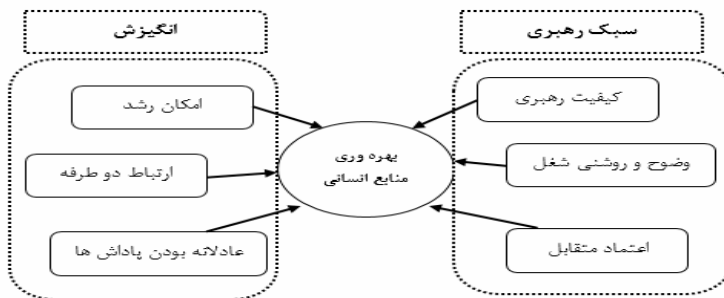 سبک رهبری
انگیزش
کیفیت رهبری
وضوح و روشنی شغل
اعتماد متقابل
بهره وری
منابع انسانی
امکان رشد
ارتباط دو طرفه
عادلانه بودن پاداش ها